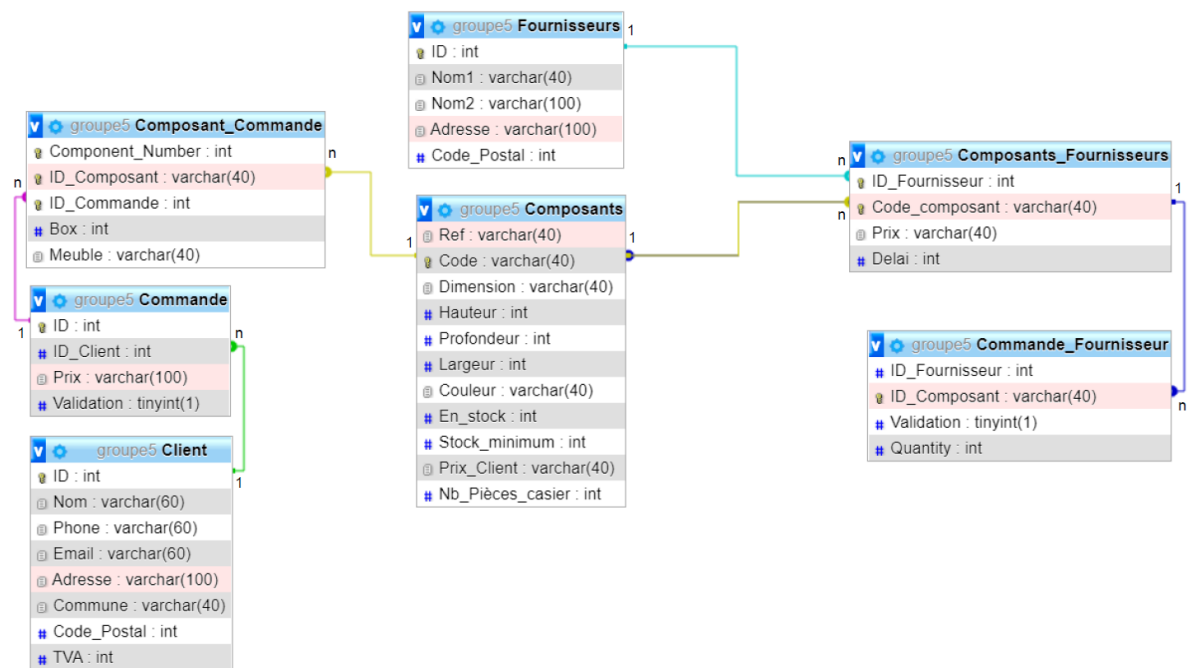 groupe5 Fournisseurs
ID : int
Nom1 : varchar(40)
Nom2 : varchar(100)
Adresse : varchar(100)
Code_Postal : int
1
groupe5 Composant_Commande
Component_Number : int
ID_Composant : varchar(40)
ID_Commande : int
Box : int
Meuble : varchar(40)
n
n
groupe5 Composants
Ref : varchar(40)
Code : varchar(40)
Dimension : varchar(40)
Hauteur : int
Profondeur : int
Largeur : int
Couleur : varchar(40)
En_stock : int
Stock_minimum : int
Prix_Client : varchar(40)
Nb_Pièces_casier : int
1
1
groupe5 Composants_Fournisseurs
ID_Fournisseur : int
Code_composant : varchar(40)
Prix : varchar(40)
Delai : int
n
n
1
groupe5 Commande
ID : int
ID_Client : int
Prix : varchar(100)
Validation : tinyint(1)
1
n
groupe5 Commande_Fournisseur
ID_Fournisseur : int
ID_Composant : varchar(40)
Validation : tinyint(1)
Quantity : int
n
groupe5 Client
ID : int
Nom : varchar(60)
Phone : varchar(60)
Email : varchar(60)
Adresse : varchar(100)
Commune : varchar(40)
Code_Postal : int
TVA : int
1